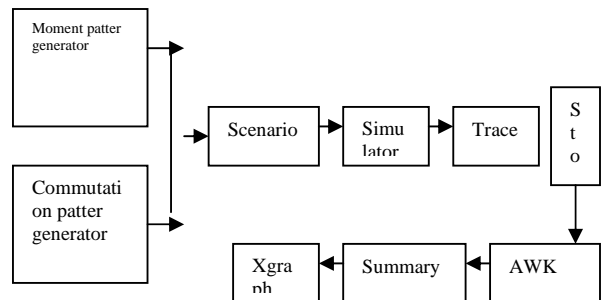 Moment patter
generator
Commutati
on patter
generator
Scenario
Simu
lator
Trace
S
t
o
Xgra
ph
Summary
AWK